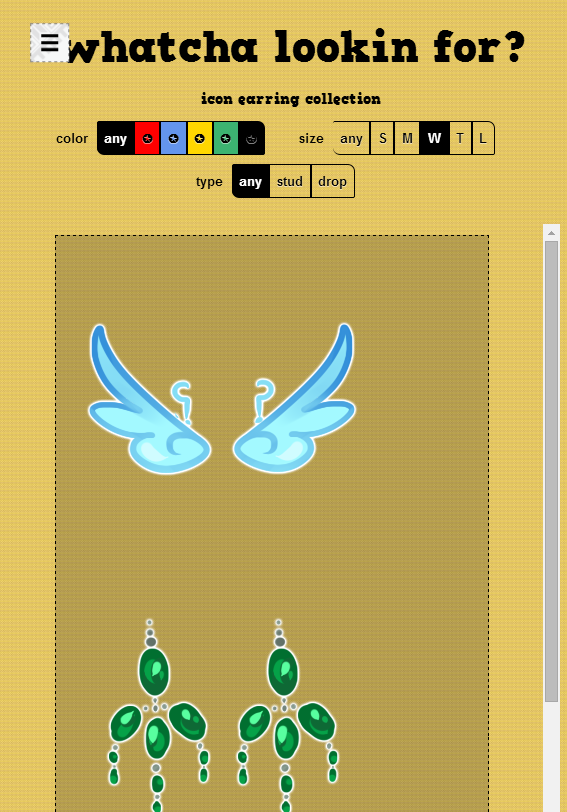 whatcha lookin for?
icon earring collection
color any size any S M W T L
type any stud drop